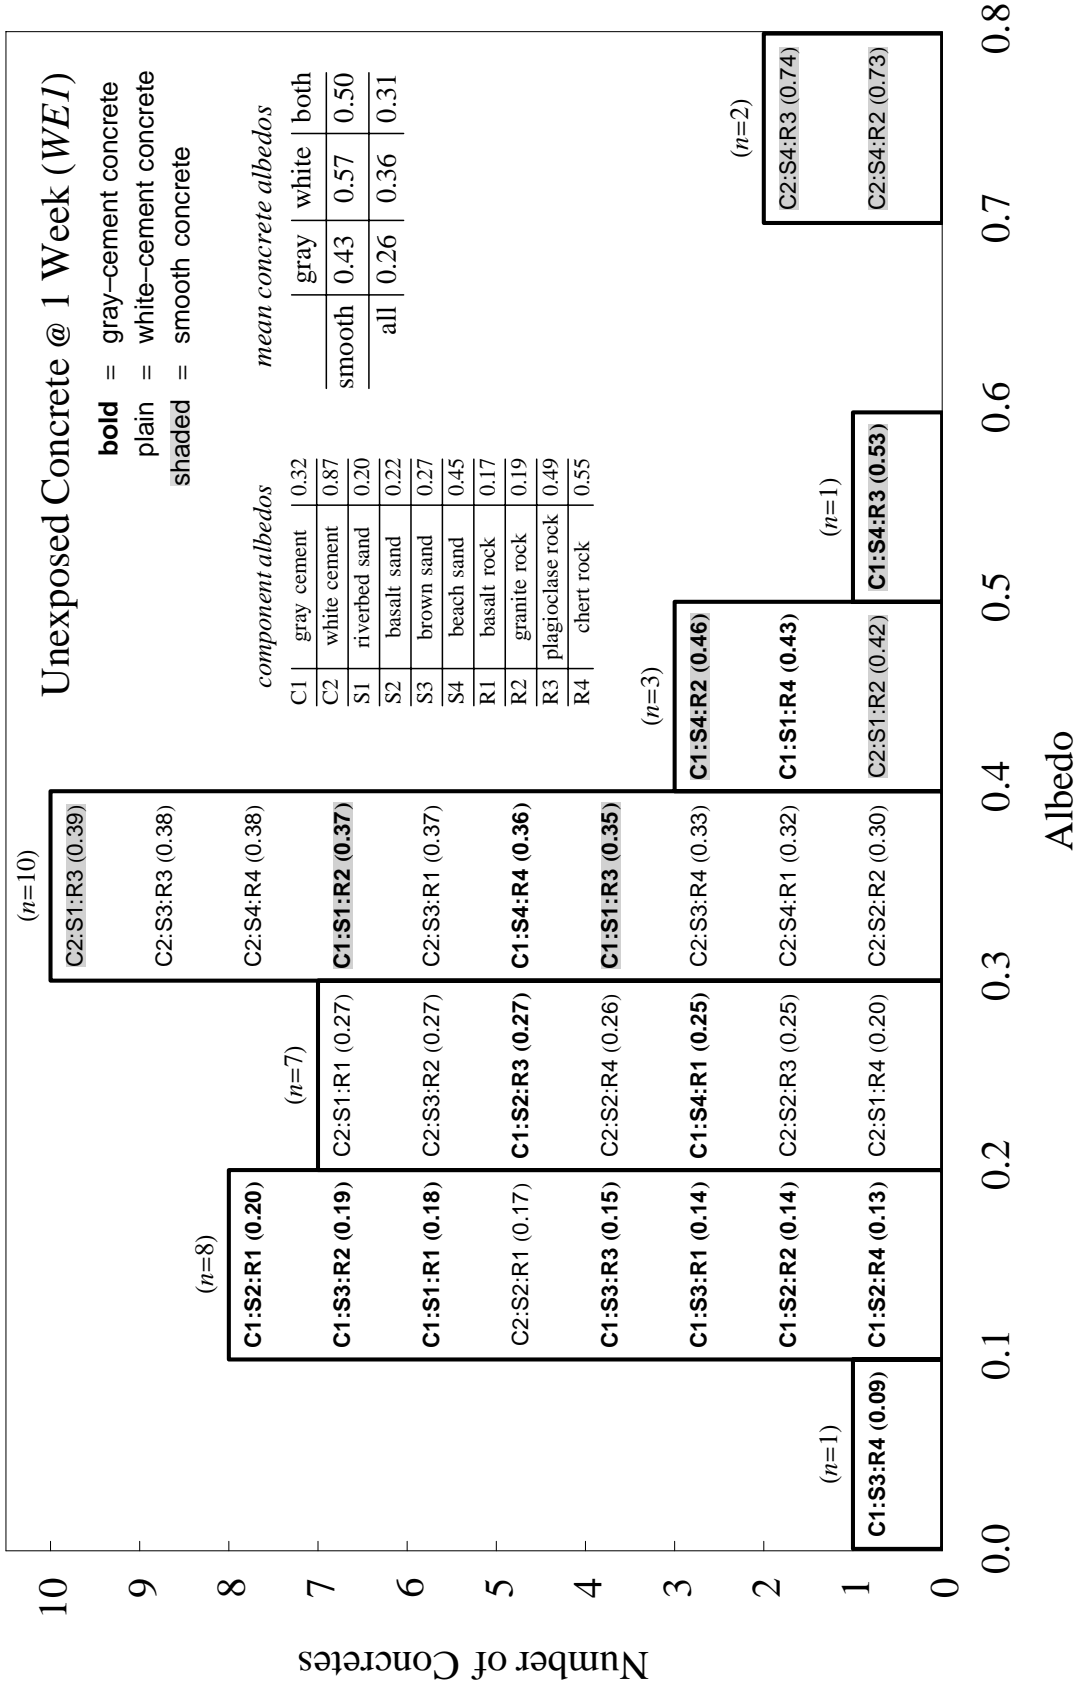 Unexposed Concrete @ 1 Week (WE1)
bold = gray–cement concrete
plain = white–cement concrete
shaded = smooth concrete
component albedos
C1 gray cement 0.32
C2 white cement 0.87
S1 riverbed sand 0.20
S2 basalt sand 0.22
S3 brown sand 0.27
S4 beach sand 0.45
R1 basalt rock 0.17
R2 granite rock 0.19
R3 plagioclase rock 0.49
R4 chert rock 0.55
mean concrete albedos
gray white both
smooth 0.43 0.57 0.50
all 0.26 0.36 0.31
Number of Concretes
10
9
8
7
6
5
4
3
2
1
0
(n=1)
C1:S3:R4 (0.09)
(n=8)
C1:S2:R1 (0.20)
C1:S3:R2 (0.19)
C1:S1:R1 (0.18)
C2:S2:R1 (0.17)
C1:S3:R3 (0.15)
C1:S3:R1 (0.14)
C1:S2:R2 (0.14)
C1:S2:R4 (0.13)
(n=7)
C2:S1:R1 (0.27)
C2:S3:R2 (0.27)
C1:S2:R3 (0.27)
C2:S2:R4 (0.26)
C1:S4:R1 (0.25)
C2:S2:R3 (0.25)
C2:S1:R4 (0.20)
(n=10)
C2:S1:R3 (0.39)
C2:S3:R3 (0.38)
C2:S4:R4 (0.38)
C1:S1:R2 (0.37)
C2:S3:R1 (0.37)
C1:S4:R4 (0.36)
C1:S1:R3 (0.35)
C2:S3:R4 (0.33)
C2:S4:R1 (0.32)
C2:S2:R2 (0.30)
(n=3)
C1:S4:R2 (0.46)
C1:S1:R4 (0.43)
C2:S1:R2 (0.42)
(n=1)
C1:S4:R3 (0.53)
(n=2)
C2:S4:R3 (0.74)
C2:S4:R2 (0.73)
0.0 0.1 0.2 0.3 0.4 0.5 0.6 0.7 0.8
Albedo